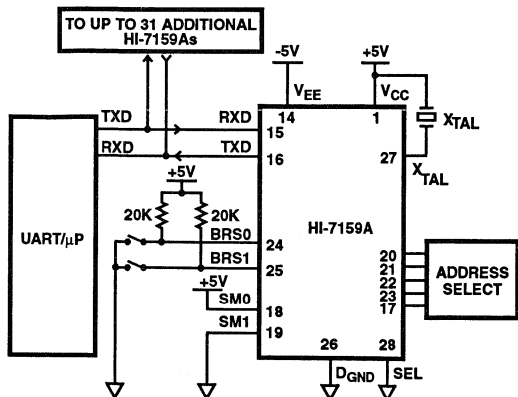 TO UP TO 31 ADDITIONAL
HI-7159As
-5V
+5V
VEE
VCC
TXD
RXD
14
1
15
XTAL
RXD
TXD
16
27
XTAL
+5V
20K
20K
UART/μP
HI-7159A
BRS0
24
20
BRS1
25
21
ADDRESS
SELECT
22
+5V
23
SM0
18
17
SM1
19
26
28
DGND
SEL